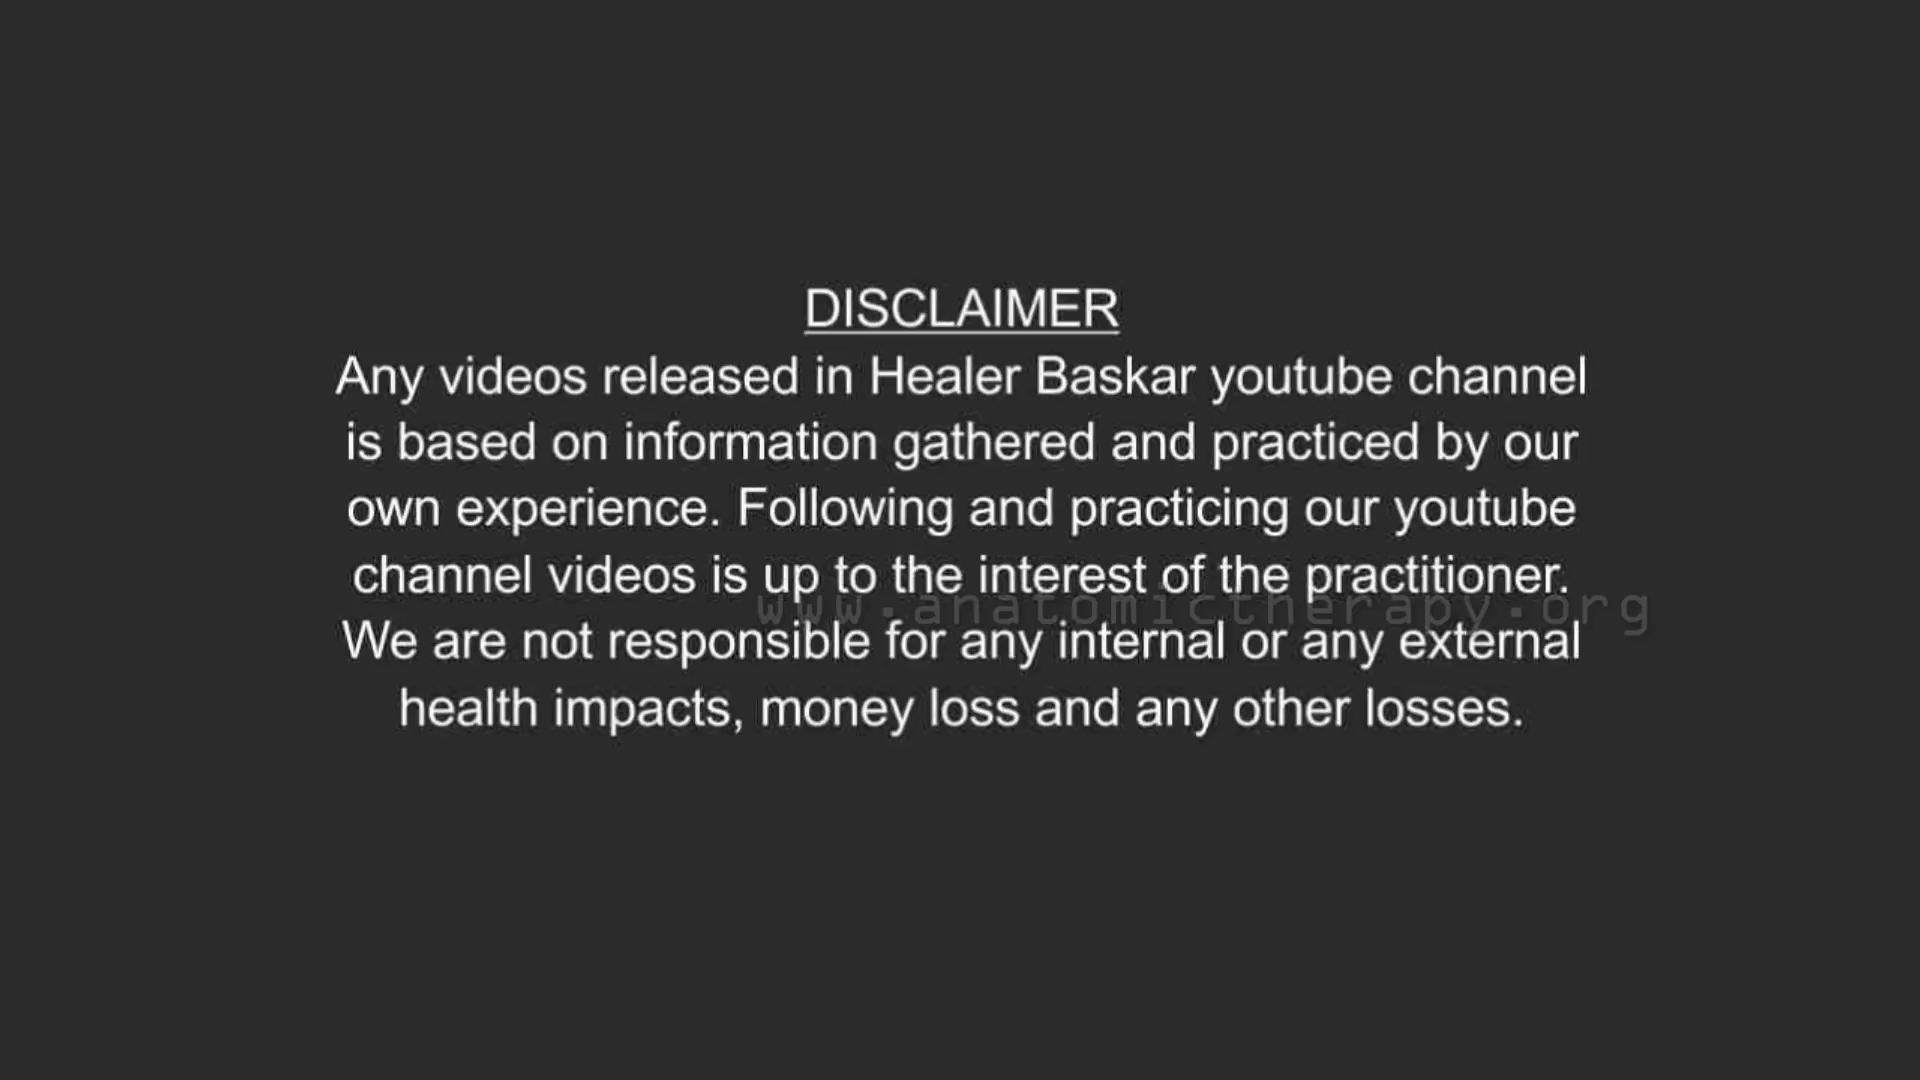 DISCLAIMER
Any videos released in Healer Baskar youtube channel
is based on information gathered and practiced by our
own experience. Following and practicing our youtube
channel videos is up to the interest of the practitioner.
www.anatomictherapy.org
We are not responsible for any internal or any external
health impacts, money loss and any other losses.